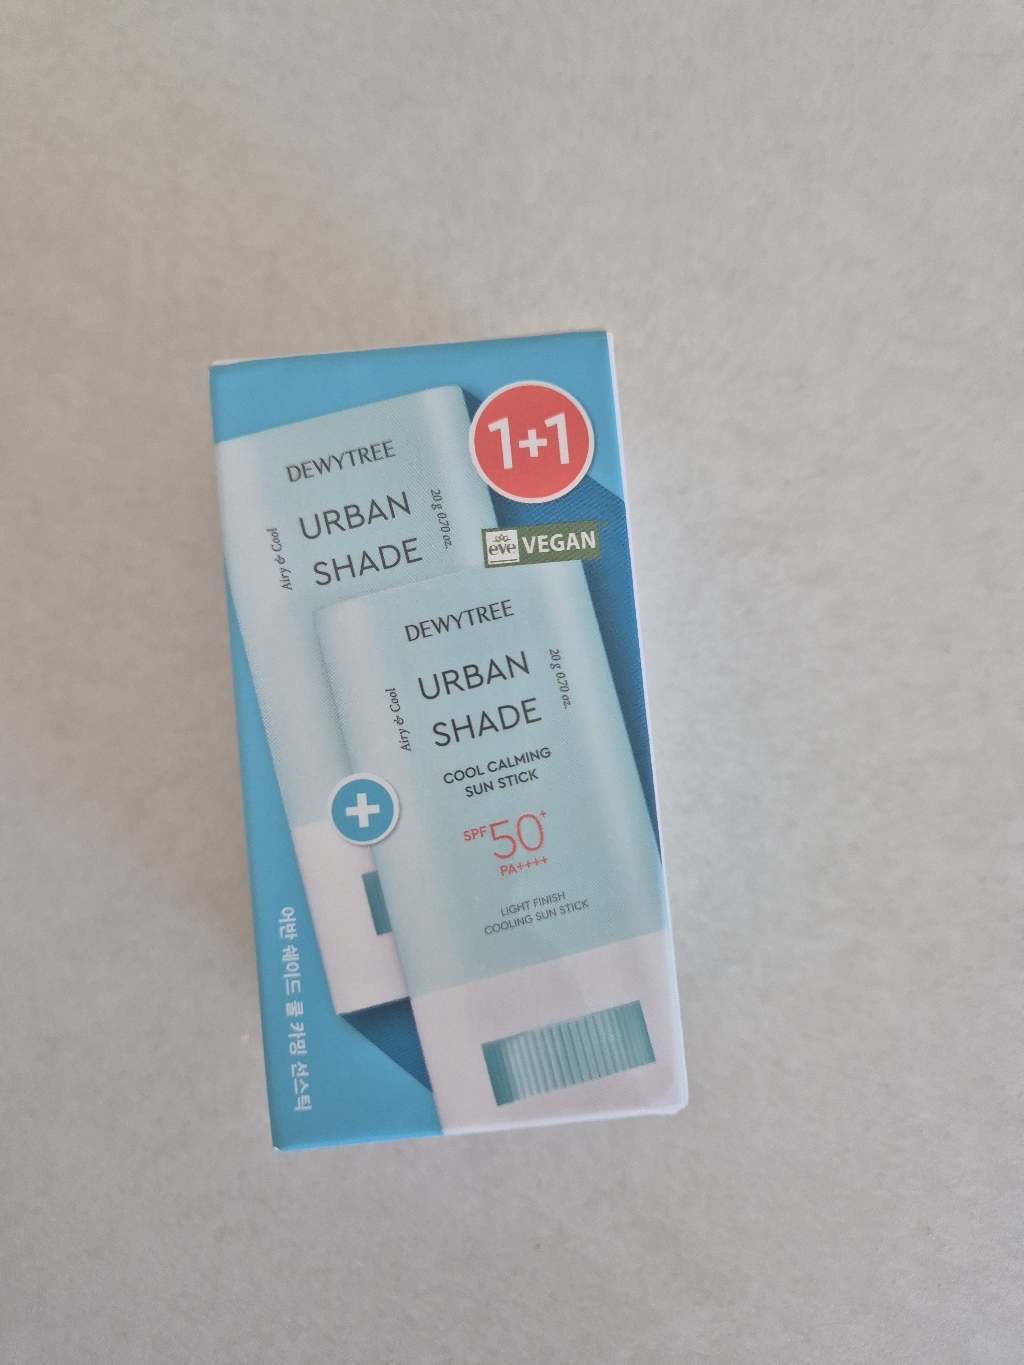 1+1
eve VEGAN
DEWYTREE
Airy & Cool
URBAN
SHADE
20 g 0.70 oz.
DEWYTREE
Airy & Cool
URBAN
SHADE
20 g 0.70 oz.
COOL CALMING
SUN STICK
SPF 50+
PA++++
LIGHT FINISH
COOLING SUN STICK
+
어반 쉐이드 쿨 카밍 선스틱